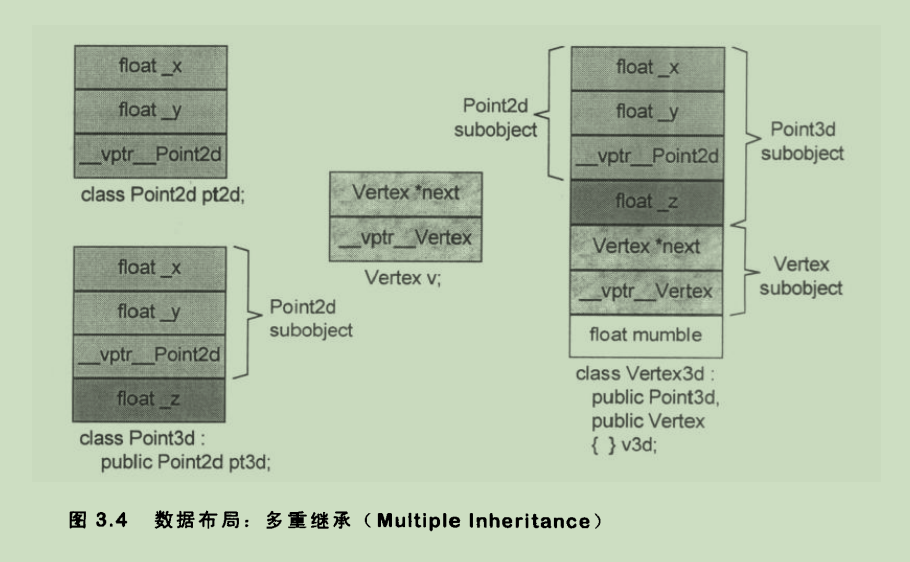 float _x
float _y
__vptr__Point2d
class Point2d pt2d;
float _x
float _y
__vptr__Point2d
float _z
Point2d
subobject
class Point3d :
public Point2d pt3d;
Vertex *next
__vptr__Vertex
Vertex v;
Point2d
subobject
float _x
float _y
__vptr__Point2d
float _z
Vertex *next
__vptr__Vertex
float mumble
Point3d
subobject
Vertex
subobject
class Vertex3d :
public Point3d,
public Vertex
{ } v3d;
图 3.4 数据布局：多重继承（Multiple Inheritance）